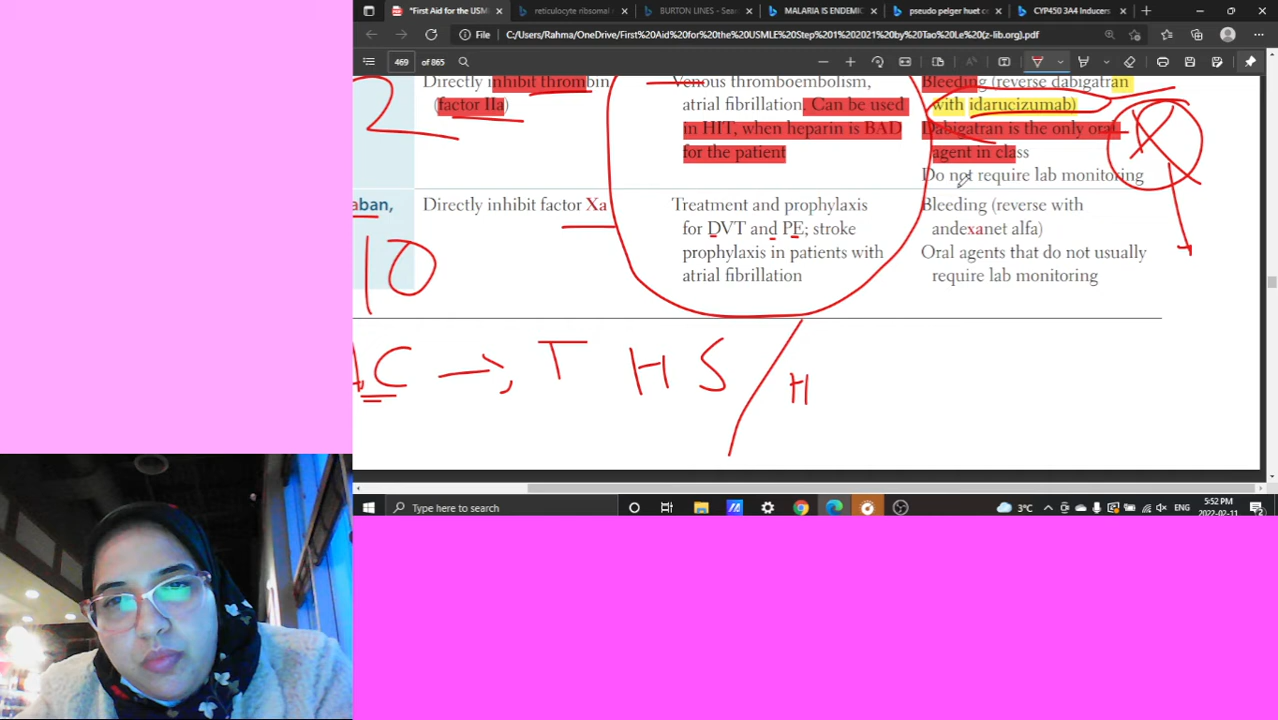 "First Aid for the USM
reticulocyte ribsomal r
BURTON LINES - Sear
MALARIA IS ENDEMIC
pseudo pelger huet c
CYP450 3A4 Inducers
File
C:/Users/Rahma/OneDrive/First%20Aid%20for%20the%20USMLE%20Step%201%202021%20by%20Tao%20Le%20(z-lib.org).pdf
469 of 865
Directly inhibit thrombin
(factor IIa)
Venous thromboembolism,
atrial fibrillation. Can be used
in HIT, when heparin is BAD
for the patient
Bleeding (reverse dabigatran
with idarucizumab)
Dabigatran is the only oral
agent in class
Do not require lab monitoring
2
X
aban,
Directly inhibit factor Xa
Treatment and prophylaxis
for DVT and PE; stroke
prophylaxis in patients with
atrial fibrillation
Bleeding (reverse with
andexanet alfa)
Oral agents that do not usually
require lab monitoring
10
C → T H S / H
Type here to search
3°C
ENG
5:52 PM
2022-02-11